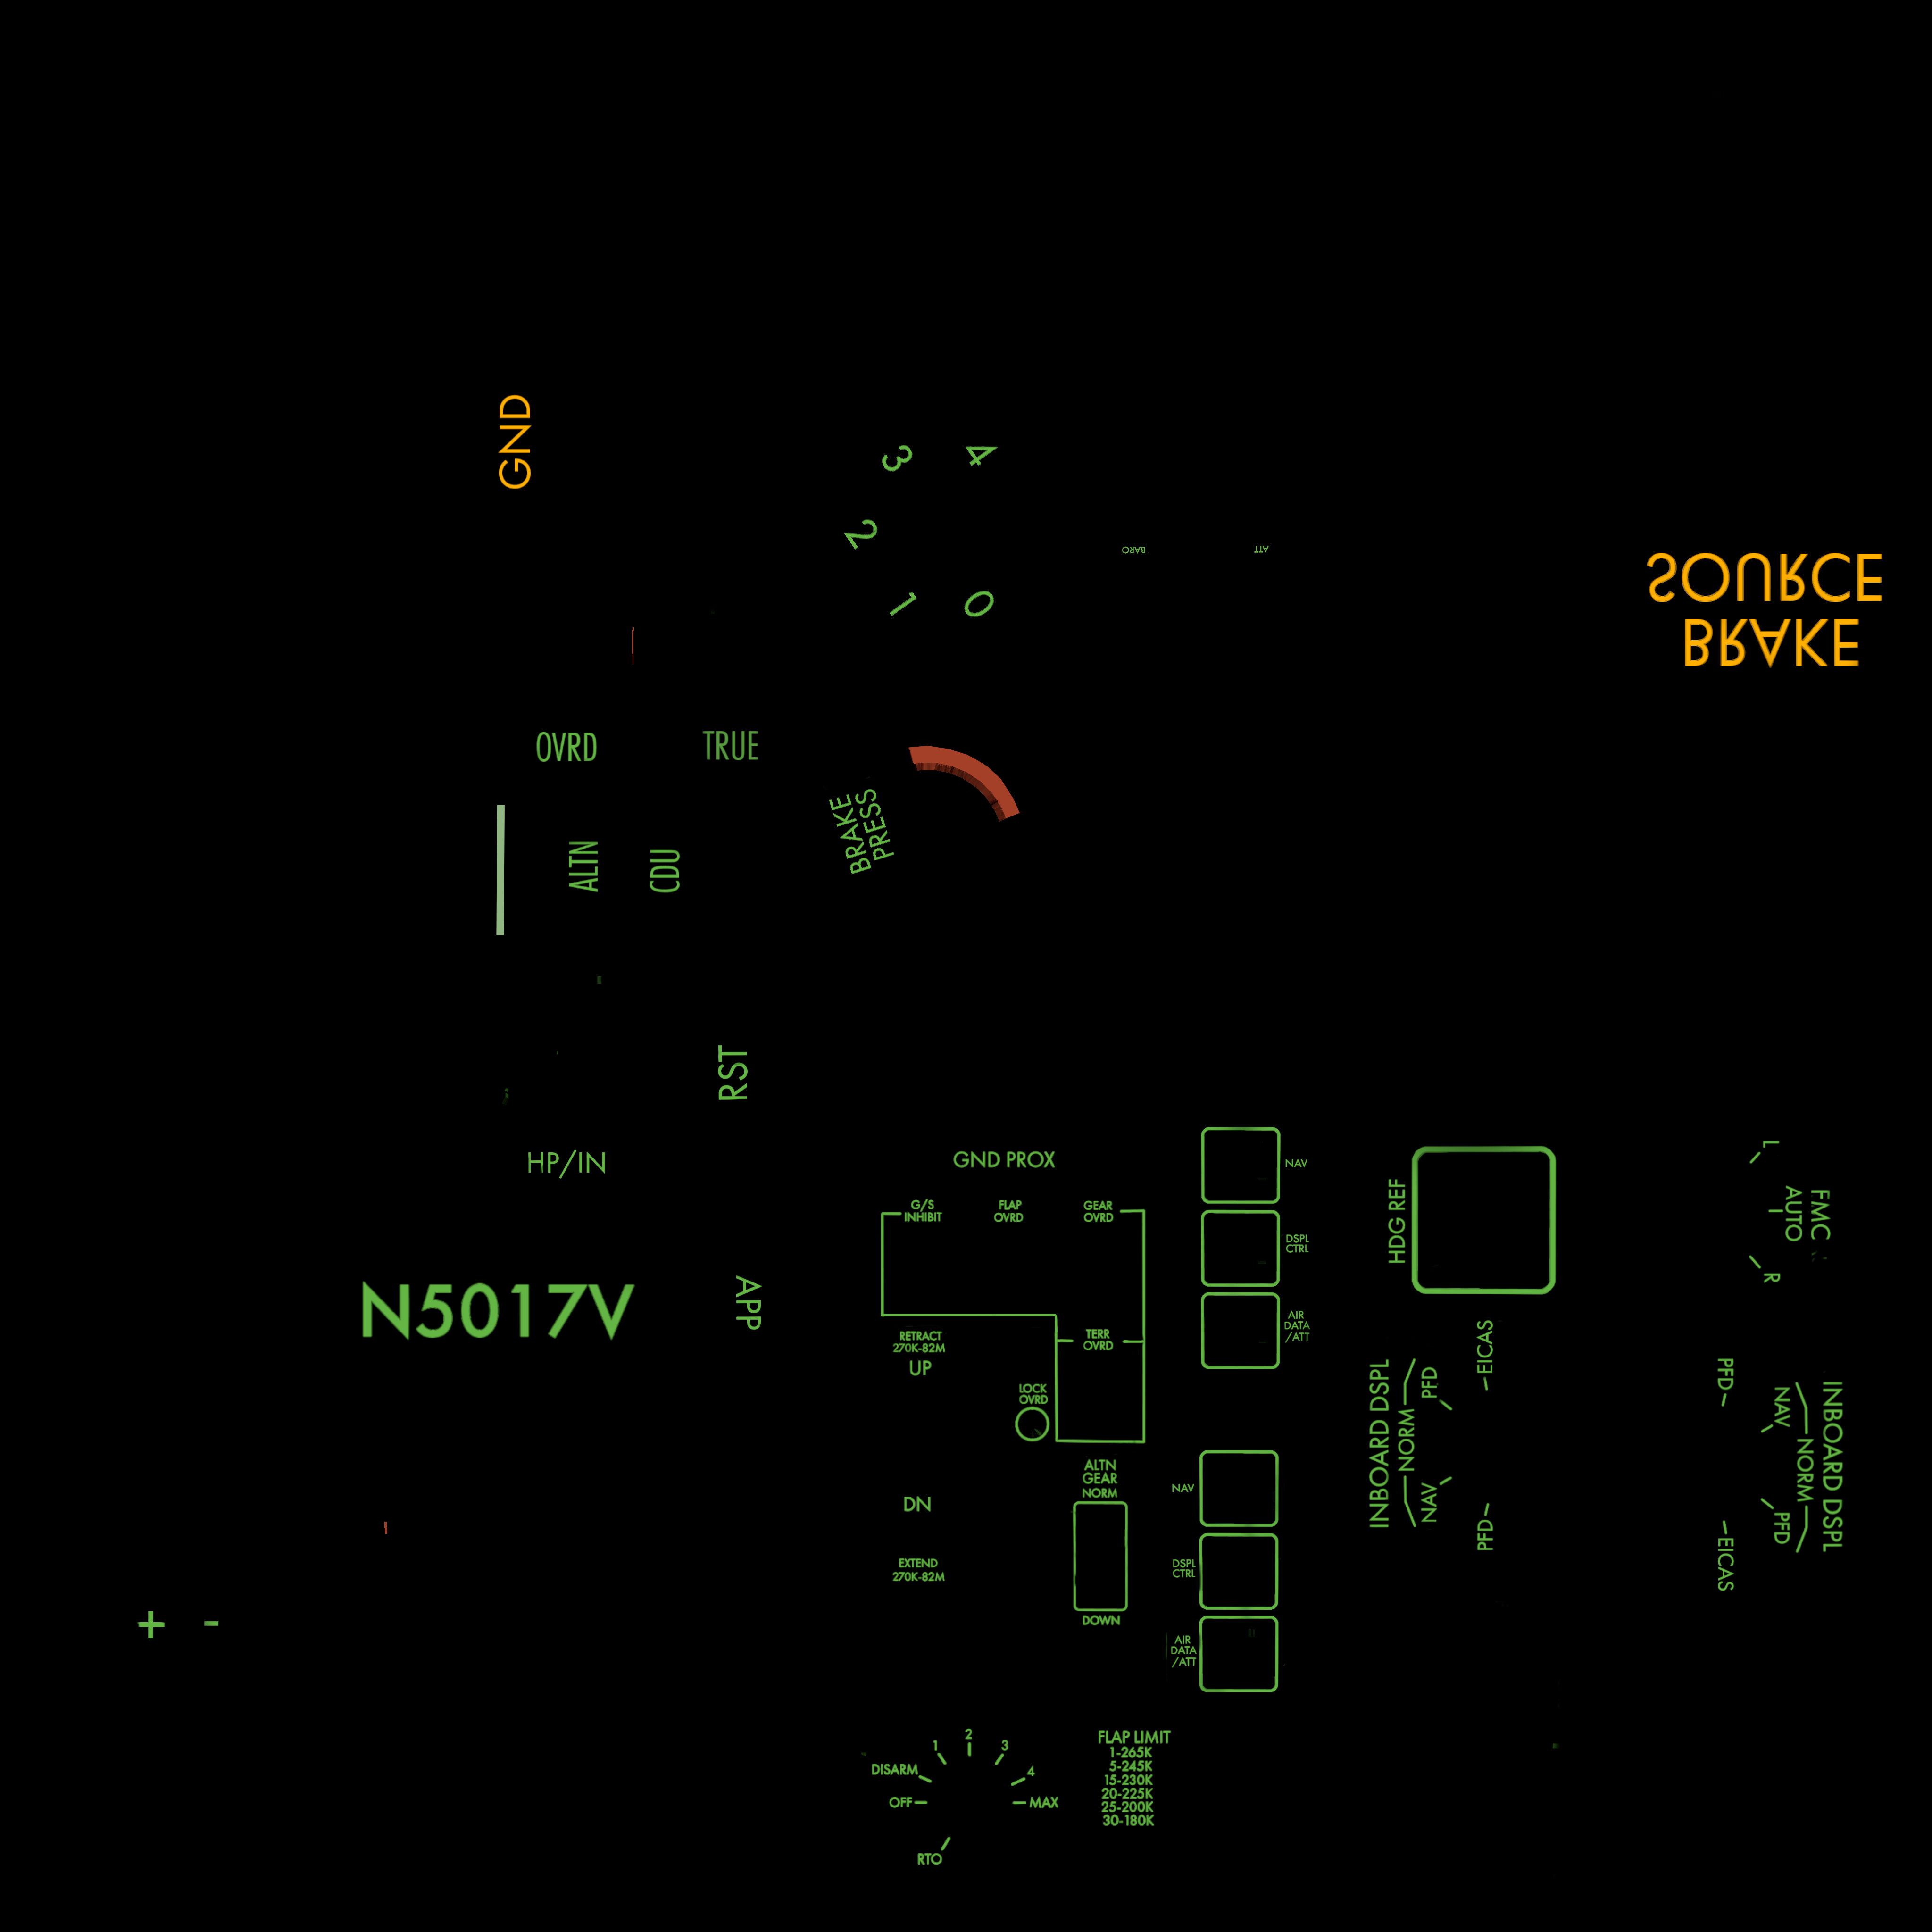 GND
3
4
2
1
0
BARO
ATT
SOURCE
BRAKE
OVRD
TRUE
BRAKE
PRESS
ALTN
CDU
RST
HP/IN
N5017V
APP
GND PROX
G/S
INHIBIT
FLAP
OVRD
GEAR
OVRD
RETRACT
270K-82M
UP
TERR
OVRD
LOCK
OVRD
ALTN
GEAR
NORM
DOWN
DN
EXTEND
270K-82M
NAV
DSPL
CTRL
AIR
DATA
/ATT
NAV
DSPL
CTRL
AIR
DATA
/ATT
HDG REF
INBOARD DSPL
NORM
PFD
NAV
EICAS
PFD
L
FMC
AUTO
R
PFD
NAV
INBOARD DSPL
NORM
PFD
EICAS
+ -
2
1
3
DISARM
4
OFF
MAX
RTO
FLAP LIMIT
1-265K
5-245K
15-230K
20-225K
25-200K
30-180K